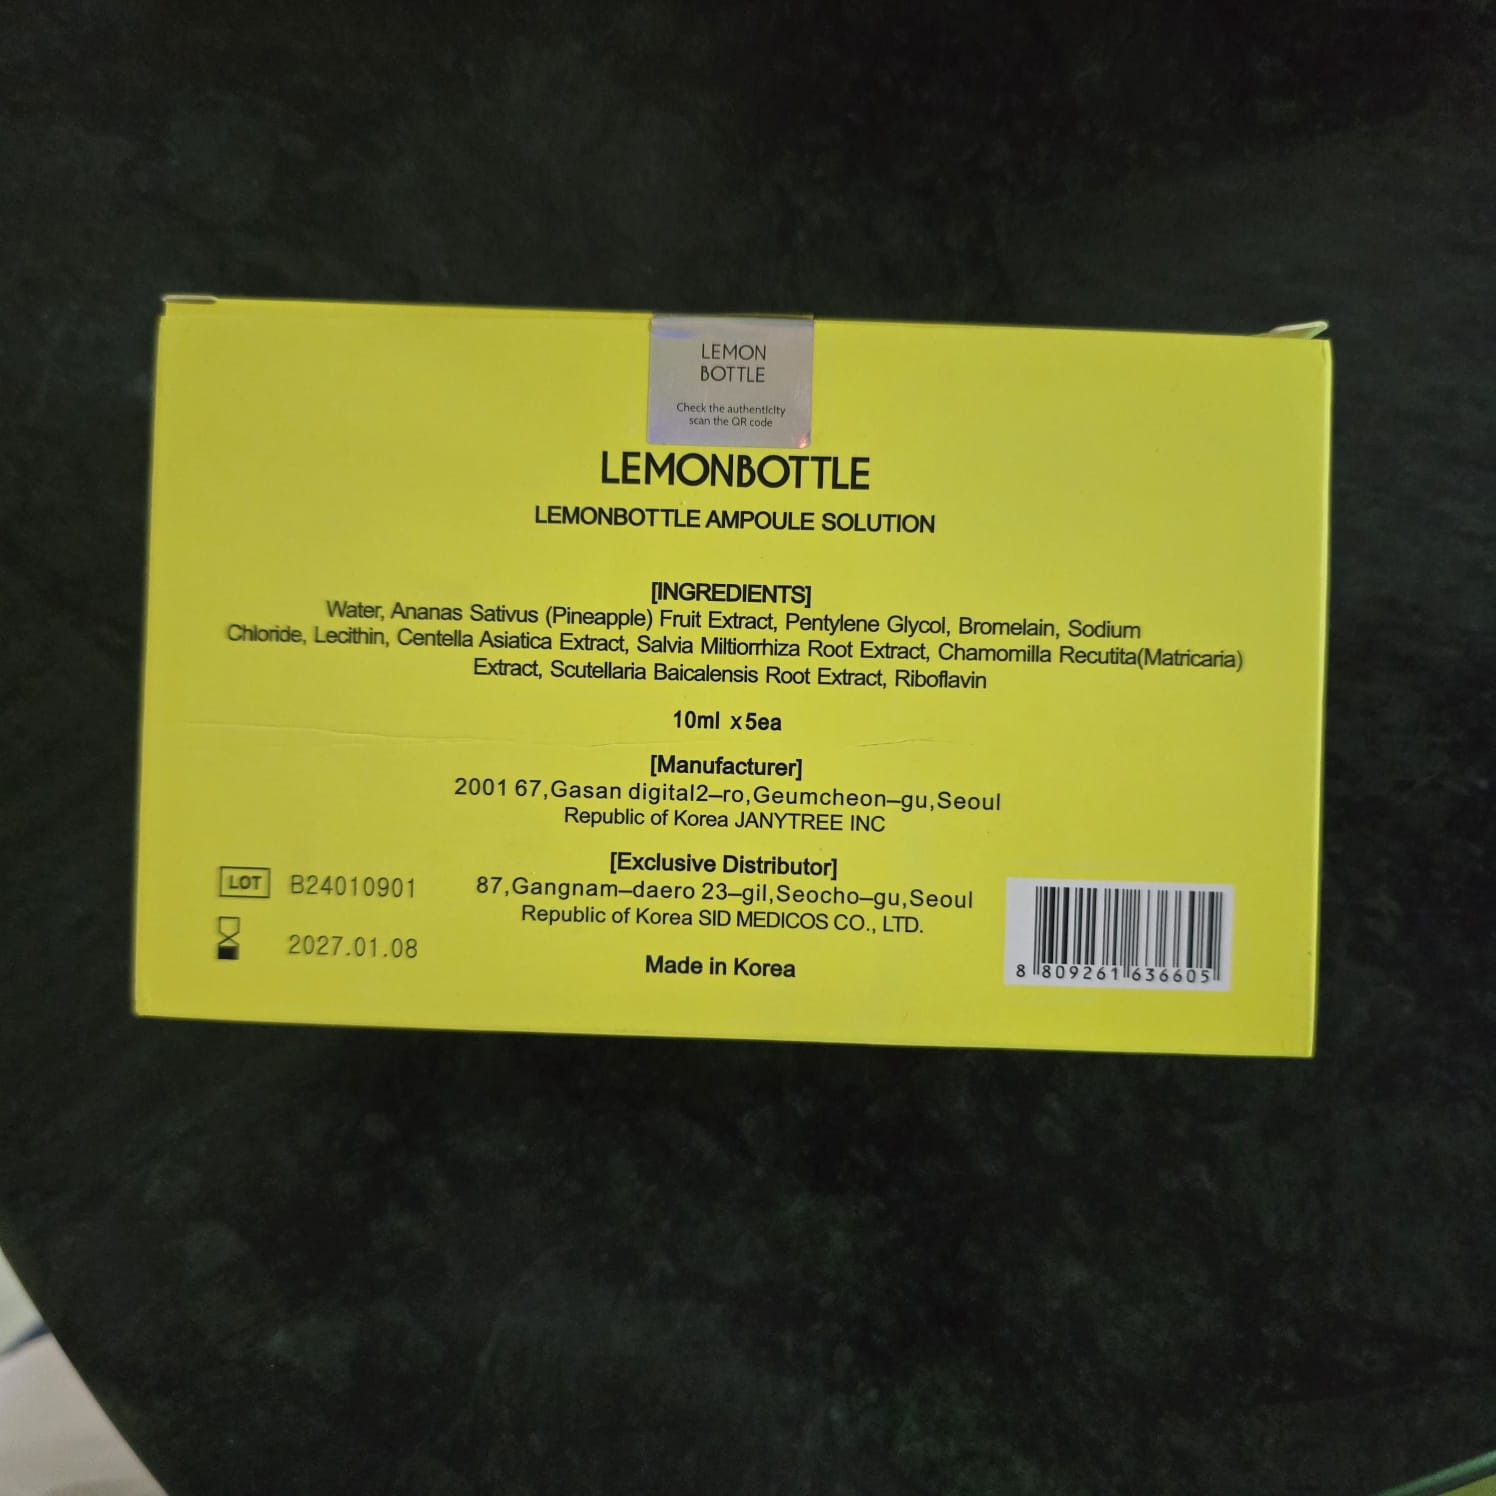 LEMON
BOTTLE
Check the authenticity
scan the QR code
LEMONBOTTLE
LEMONBOTTLE AMPOULE SOLUTION
[INGREDIENTS]
Water, Ananas Sativus (Pineapple) Fruit Extract, Pentylene Glycol, Bromelain, Sodium
Chloride, Lecithin, Centella Asiatica Extract, Salvia Miltiorrhiza Root Extract, Chamomilla Recutita(Matricaria)
Extract, Scutellaria Baicalensis Root Extract, Riboflavin
10ml x5ea
[Manufacturer]
2001 67,Gasan digital2–ro,Geumcheon–gu,Seoul
Republic of Korea JANYTREE INC
[Exclusive Distributor]
87,Gangnam–daero 23–gil,Seocho–gu,Seoul
Republic of Korea SID MEDICOS CO., LTD.
Made in Korea
LOT B24010901
2027.01.08
8 809261 636605